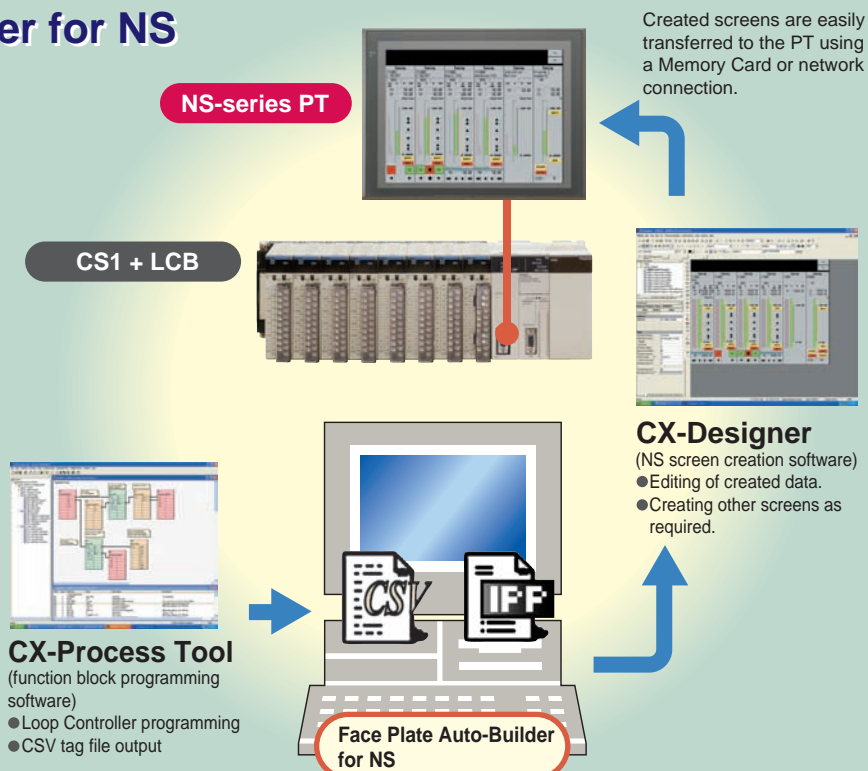 er for NS
Created screens are easily
transferred to the PT using
a Memory Card or network
connection.
NS-series PT
CS1 + LCB
CX-Designer
(NS screen creation software)
●Editing of created data.
●Creating other screens as
required.
CSV
IPP
CX-Process Tool
(function block programming
software)
●Loop Controller programming
●CSV tag file output
Face Plate Auto-Builder
for NS